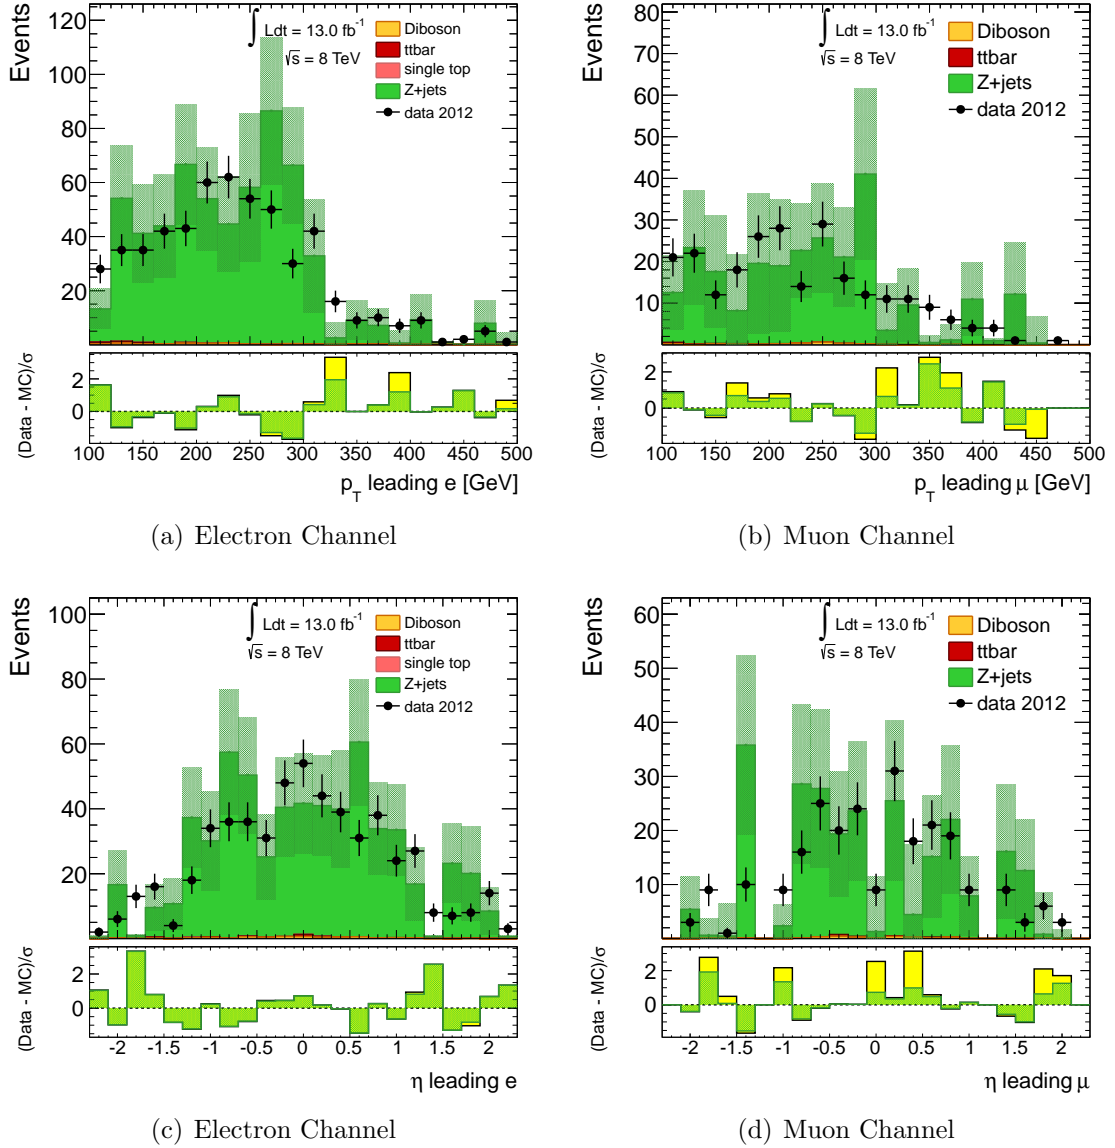 Events
120
100
80
60
40
20
∫ Ldt = 13.0 fb⁻¹
√s = 8 TeV
Diboson
ttbar
single top
Z+jets
data 2012
(Data - MC)/σ
2
0
100 150 200 250 300 350 400 450 500
p_T leading e [GeV]
(a) Electron Channel
Events
80
70
60
50
40
30
20
10
∫ Ldt = 13.0 fb⁻¹
√s = 8 TeV
Diboson
ttbar
Z+jets
data 2012
(Data - MC)/σ
2
0
100 150 200 250 300 350 400 450 500
p_T leading μ [GeV]
(b) Muon Channel
Events
100
80
60
40
20
∫ Ldt = 13.0 fb⁻¹
√s = 8 TeV
Diboson
ttbar
single top
Z+jets
data 2012
(Data - MC)/σ
2
0
-2 -1.5 -1 -0.5 0 0.5 1 1.5 2
η leading e
(c) Electron Channel
Events
60
50
40
30
20
10
∫ Ldt = 13.0 fb⁻¹
√s = 8 TeV
Diboson
ttbar
Z+jets
data 2012
(Data - MC)/σ
2
0
-2 -1.5 -1 -0.5 0 0.5 1 1.5 2
η leading μ
(d) Muon Channel